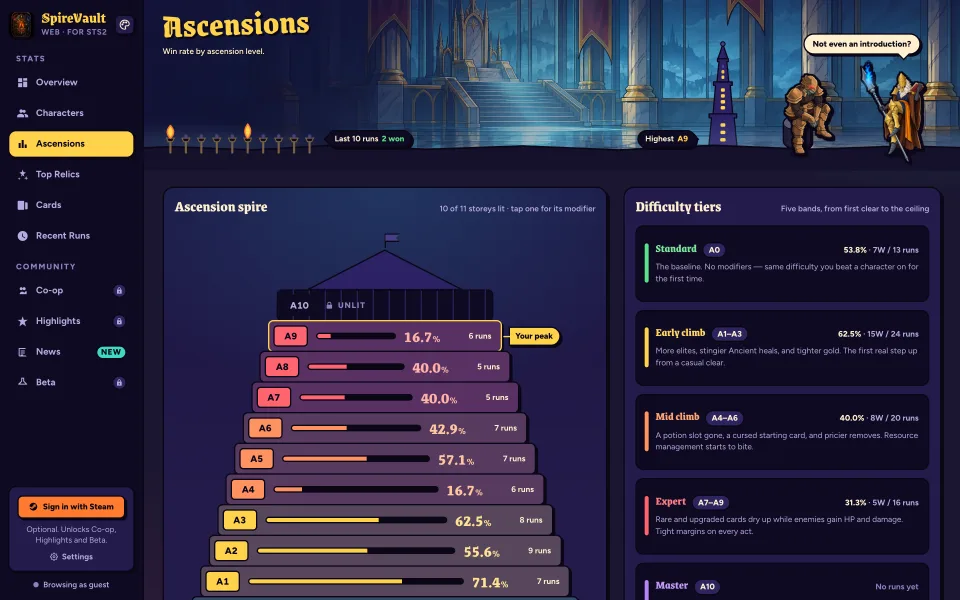 SpireVault
WEB · FOR STS2
STATS
Overview
Characters
Ascensions
Top Relics
Cards
Recent Runs
COMMUNITY
Co-op
Highlights
News NEW
Beta
Sign in with Steam
Optional. Unlocks Co-op,
Highlights and Beta.
Settings
Browsing as guest
Ascensions
Win rate by ascension level.
Not even an introduction?
Last 10 runs 2 won
Highest A9
Ascension spire
10 of 11 storeys lit · tap one for its modifier
A10 UNLIT
A9 16.7% 6 runs Your peak
A8 40.0% 5 runs
A7 40.0% 5 runs
A6 42.9% 7 runs
A5 57.1% 7 runs
A4 16.7% 6 runs
A3 62.5% 8 runs
A2 55.6% 9 runs
A1 71.4% 7 runs
Difficulty tiers
Five bands, from first clear to the ceiling
Standard A0 53.8% · 7W / 13 runs
The baseline. No modifiers — same difficulty you beat a character on for
the first time.
Early climb A1–A3 62.5% · 15W / 24 runs
More elites, stingier Ancient heals, and tighter gold. The first real step up
from a casual clear.
Mid climb A4–A6 40.0% · 8W / 20 runs
A potion slot gone, a cursed starting card, and pricier removes. Resource
management starts to bite.
Expert A7–A9 31.3% · 5W / 16 runs
Rare and upgraded cards dry up while enemies gain HP and damage.
Tight margins on every act.
Master A10 No runs yet